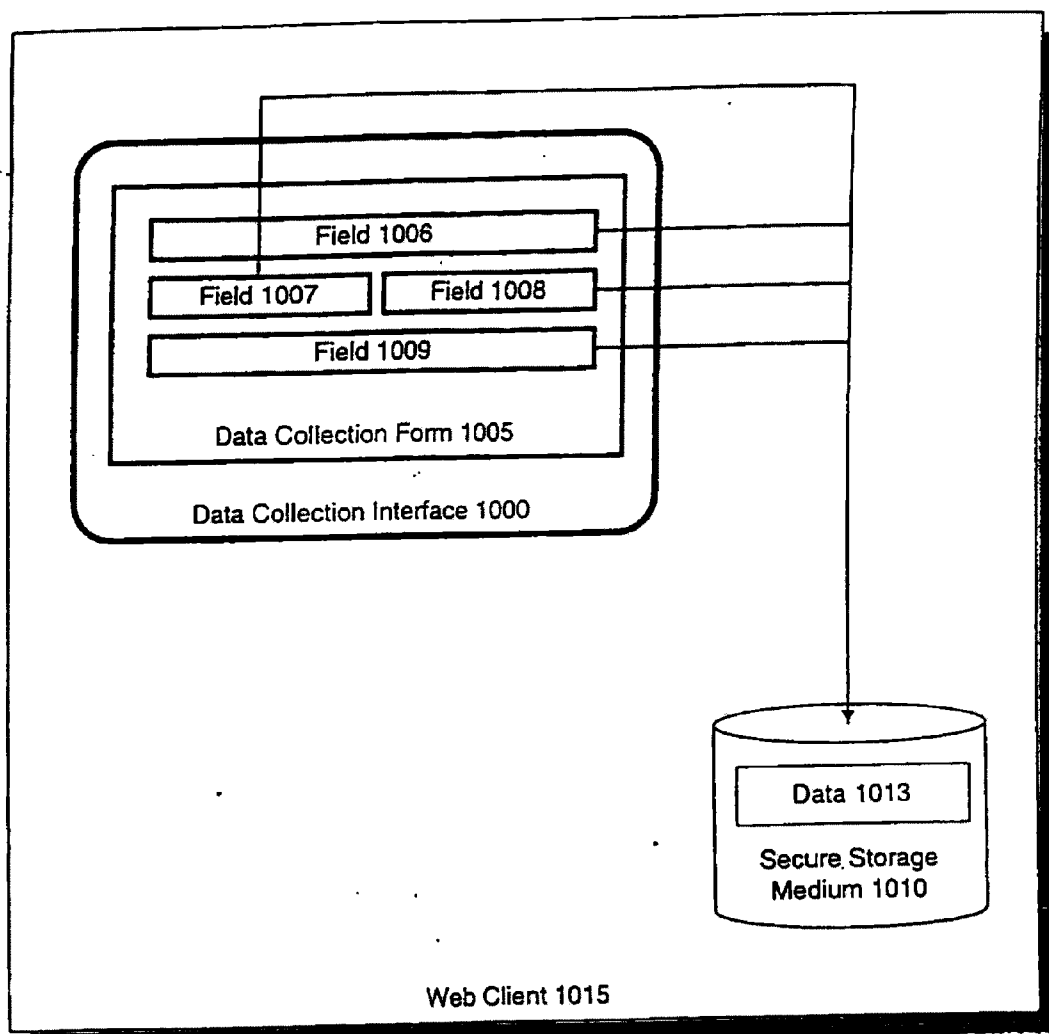 Field 1006
Field 1007
Field 1008
Field 1009
Data Collection Form 1005
Data Collection Interface 1000
Data 1013
Secure Storage
Medium 1010
Web Client 1015